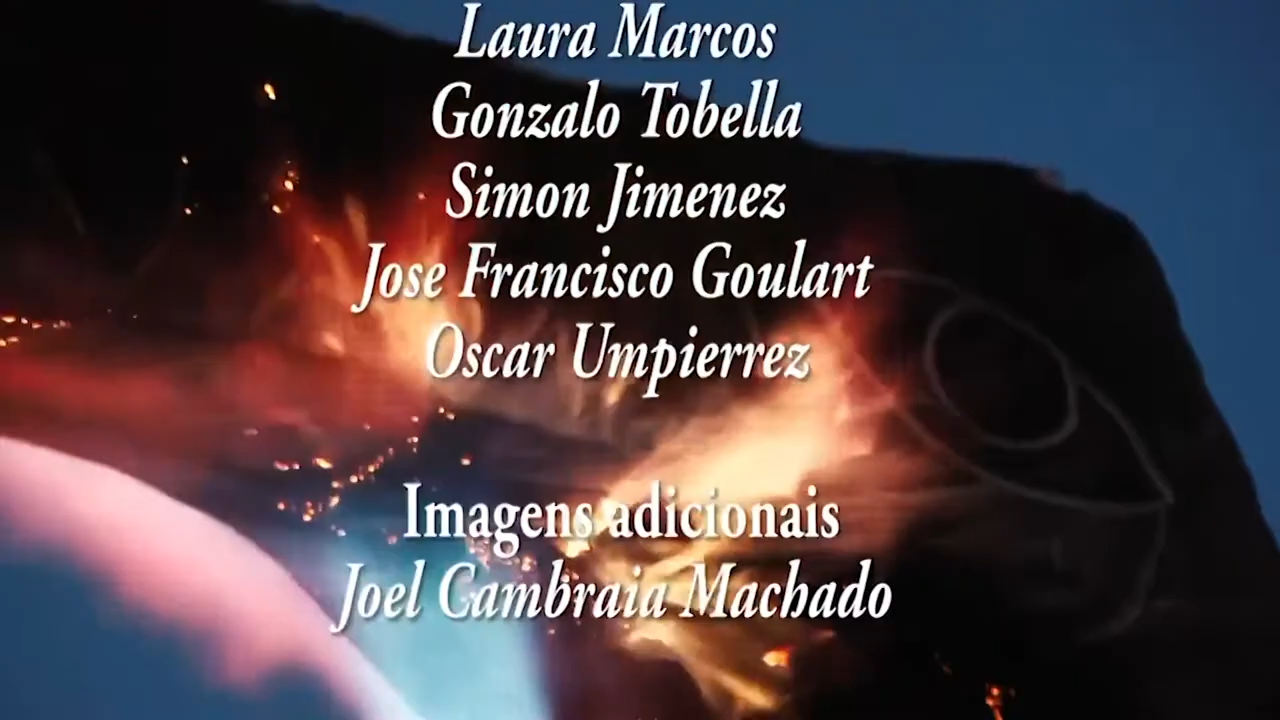 Laura Marcos
Gonzalo Tobella
Simon Jimenez
Jose Francisco Goulart
Oscar Umpierrez
Imagens adicionais
Joel Cambraia Machado